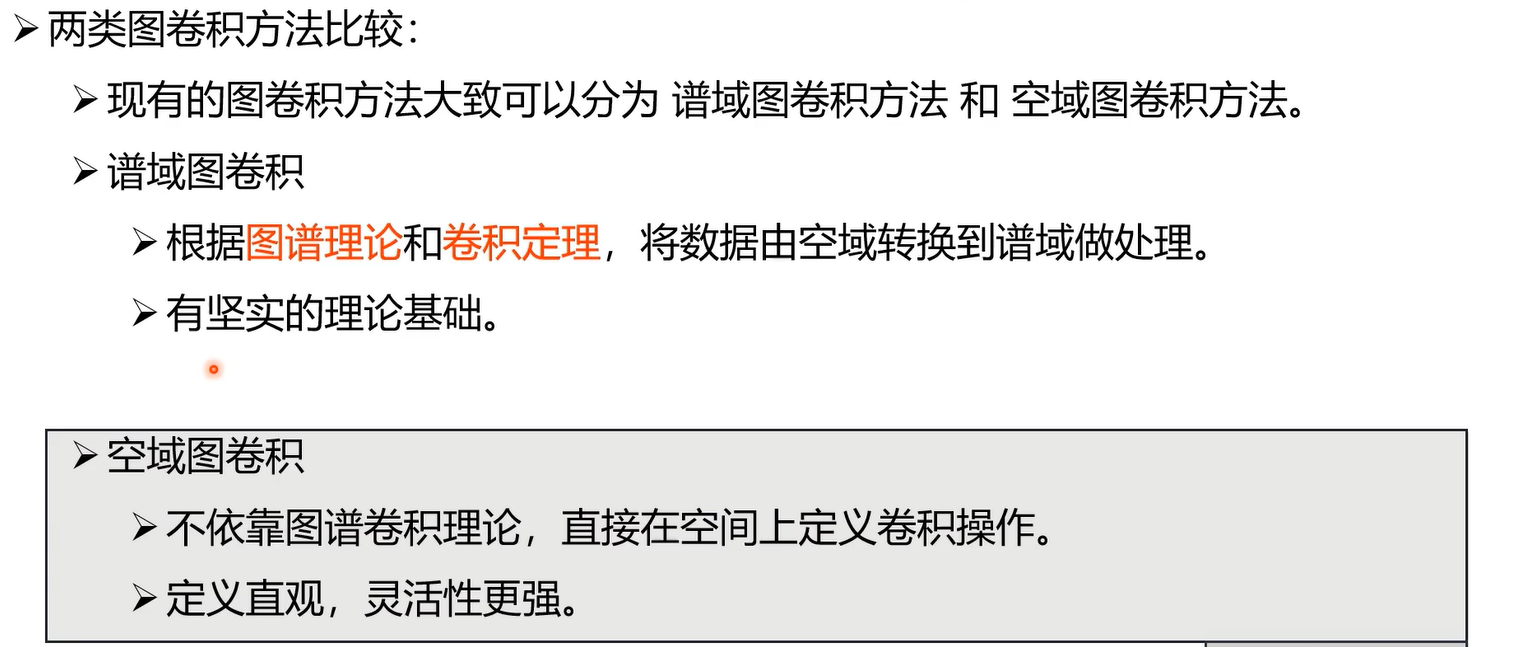 ➢两类图卷积方法比较：
➢现有的图卷积方法大致可以分为 谱域图卷积方法 和 空域图卷积方法。
➢谱域图卷积
➢根据图谱理论和卷积定理，将数据由空域转换到谱域做处理。
➢有坚实的理论基础。
➢空域图卷积
➢不依靠图谱卷积理论，直接在空间上定义卷积操作。
➢定义直观，灵活性更强。